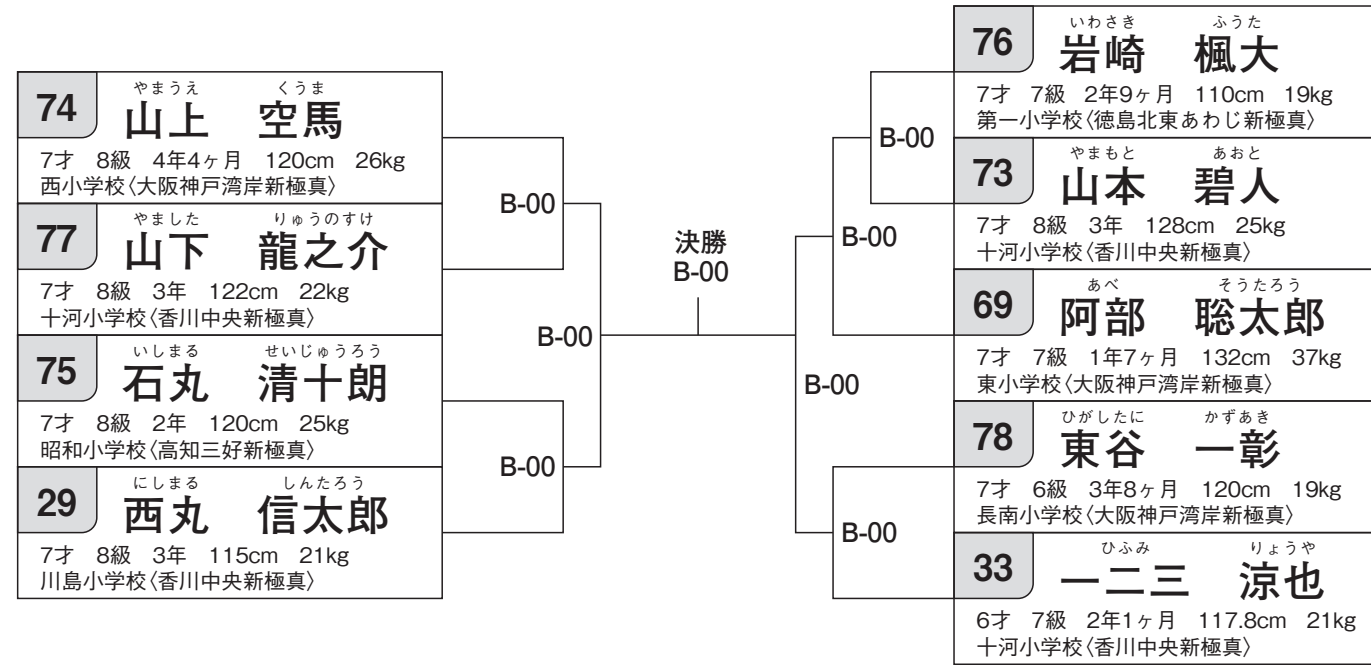 74
やまうえ くうま
山上 空馬
7才 8級 4年4ヶ月 120cm 26kg
西小学校〈大阪神戸湾岸新極真〉
77
やました りゅうのすけ
山下 龍之介
7才 8級 3年 122cm 22kg
十河小学校〈香川中央新極真〉
75
いしまる せいじゅうろう
石丸 清十朗
7才 8級 2年 120cm 25kg
昭和小学校〈高知三好新極真〉
29
にしまる しんたろう
西丸 信太郎
7才 8級 3年 115cm 21kg
川島小学校〈香川中央新極真〉
B-00
B-00
B-00
決勝
B-00
B-00
B-00
B-00
B-00
76
いわさき ふうた
岩崎 楓大
7才 7級 2年9ヶ月 110cm 19kg
第一小学校〈徳島北東あわじ新極真〉
73
やまもと あおと
山本 碧人
7才 8級 3年 128cm 25kg
十河小学校〈香川中央新極真〉
69
あべ そうたろう
阿部 聡太郎
7才 7級 1年7ヶ月 132cm 37kg
東小学校〈大阪神戸湾岸新極真〉
78
ひがしたに かずあき
東谷 一彰
7才 6級 3年8ヶ月 120cm 19kg
長南小学校〈大阪神戸湾岸新極真〉
33
ひふみ りょうや
一二三 涼也
6才 7級 2年1ヶ月 117.8cm 21kg
十河小学校〈香川中央新極真〉